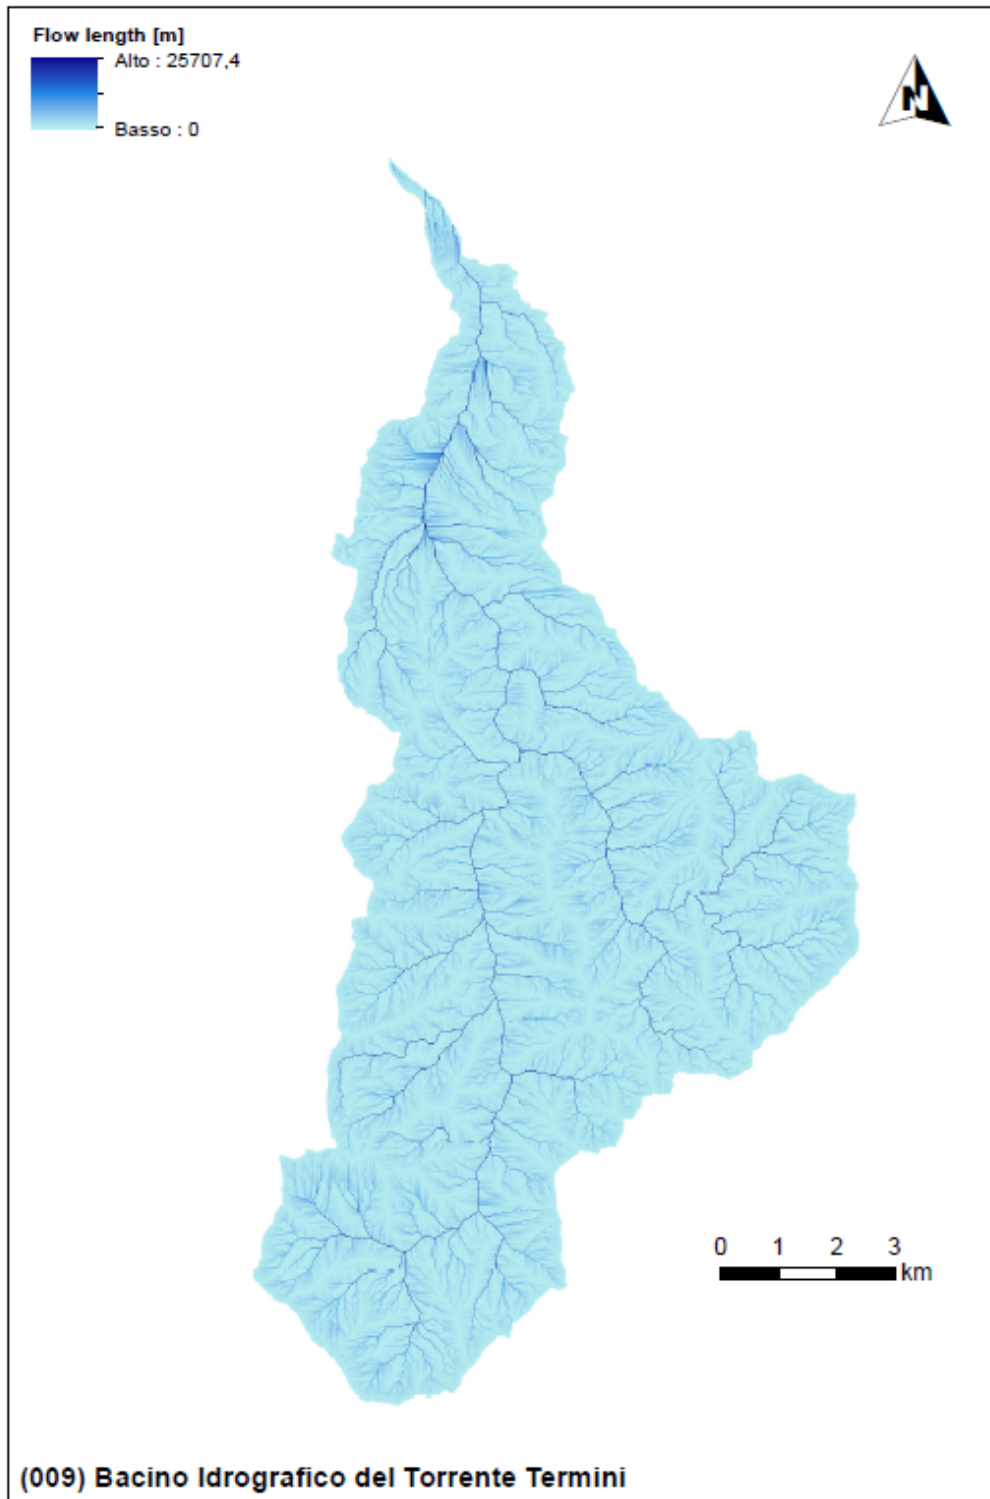 Flow length [m]
Alto : 25707,4
Basso : 0
N
0 1 2 3
km
(009) Bacino Idrografico del Torrente Termini